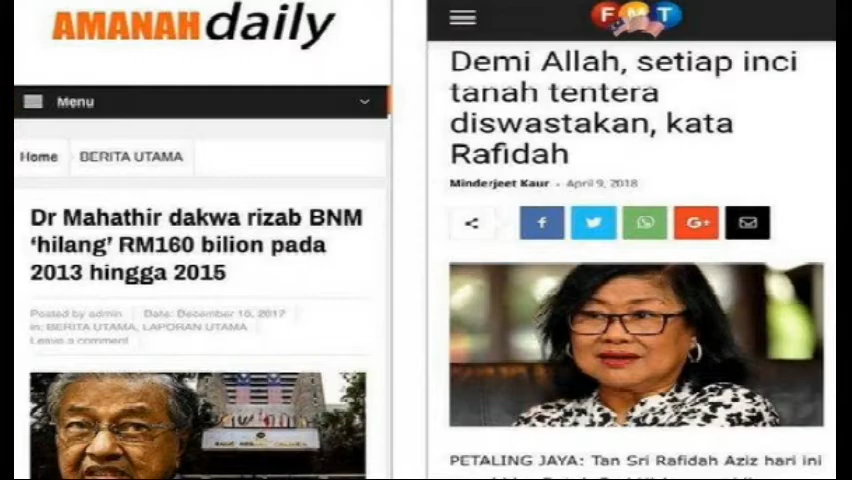 AMANAHdaily
Menu
Home BERITA UTAMA
Dr Mahathir dakwa rizab BNM
‘hilang’ RM160 bilion pada
2013 hingga 2015
Posted by admin Date: December 10, 2017
in: BERITA UTAMA, LAPORAN UTAMA
Leave a comment
FMT
Demi Allah, setiap inci
tanah tentera
diswastakan, kata
Rafidah
Minderjeet Kaur - April 9, 2018
f G+
PETALING JAYA: Tan Sri Rafidah Aziz hari ini